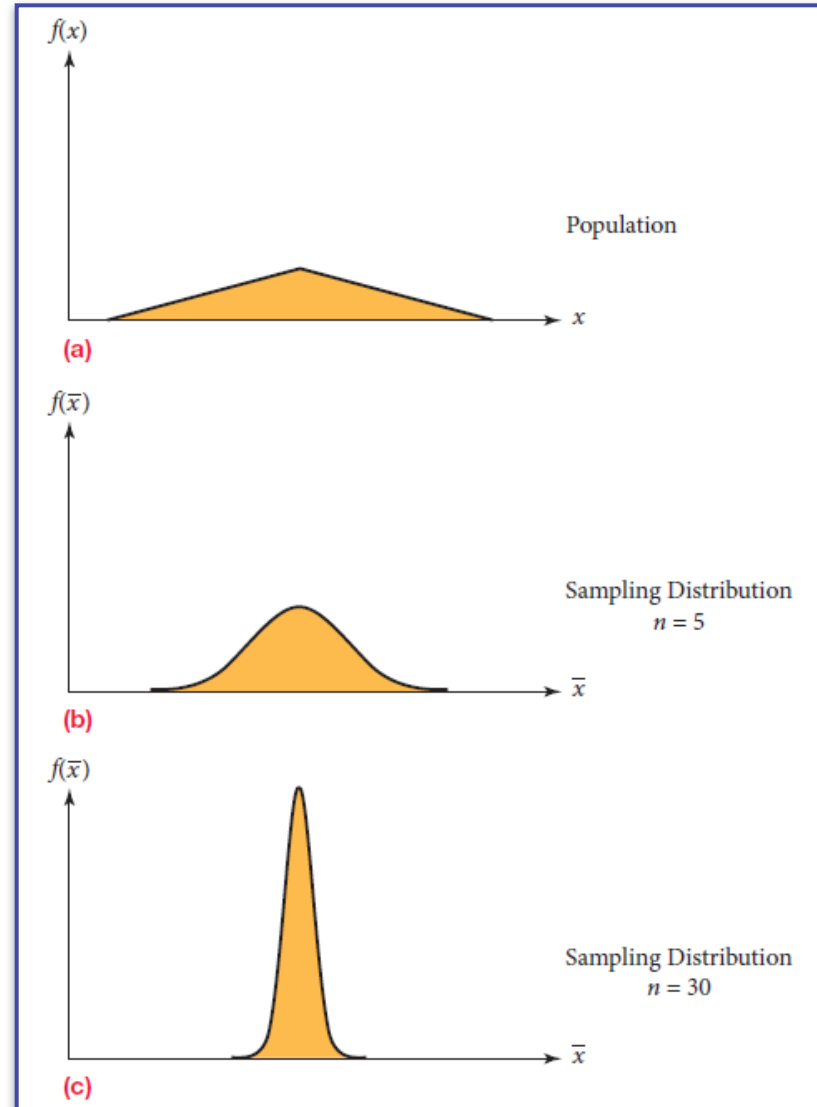 f(x)
Population
x
(a)
f(x̄)
Sampling Distribution
n = 5
x̄
(b)
f(x̄)
Sampling Distribution
n = 30
x̄
(c)